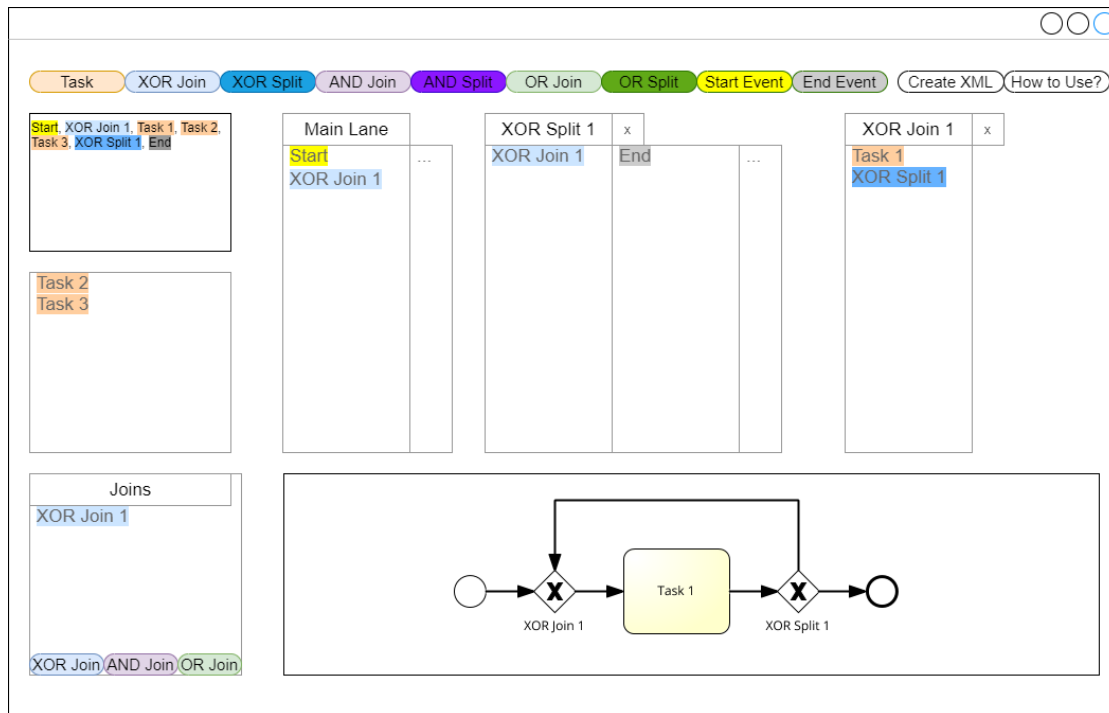 Task XOR Join XOR Split AND Join AND Split OR Join OR Split Start Event End Event Create XML How to Use?
Start, XOR Join 1, Task 1, Task 2,
Task 3, XOR Split 1, End
Task 2
Task 3
Main Lane
Start ...
XOR Join 1
XOR Split 1 x
XOR Join 1 End ...
XOR Join 1 x
Task 1
XOR Split 1
Joins
XOR Join 1
XOR Join AND Join OR Join
X Task 1 X
XOR Join 1 XOR Split 1